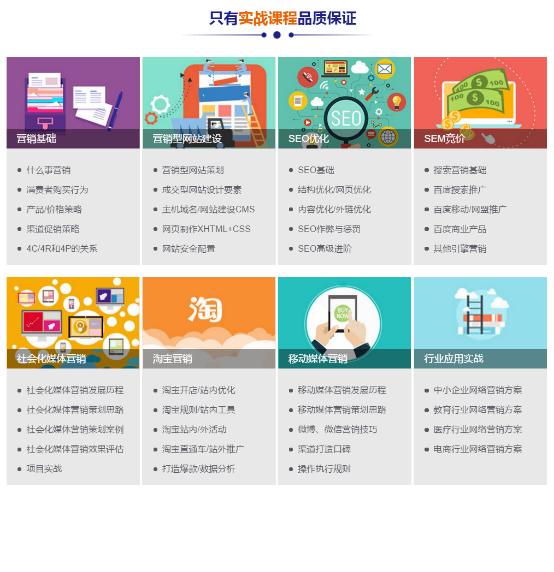 只有实战课程品质保证
营销基础
什么事营销
消费者购买行为
产品/价格策略
渠道促销策略
4C/4R和4P的关系
营销型网站建设
营销型网站策划
成交型网站设计要素
主机域名/网站建设CMS
网页制作XHTML+CSS
网站安全配置
SEO
SEO优化
SEO基础
结构优化/网页优化
内容优化/外链优化
SEO作弊与惩罚
SEO高级进阶
100
100
100
SEM竞价
搜索营销基础
百度搜索推广
百度移动/网盟推广
百度商业产品
其他引擎营销
社会化媒体营销
社会化媒体营销发展历程
社会化媒体营销策划思路
社会化媒体营销策划案例
社会化媒体营销效果评估
项目实战
淘
淘宝营销
淘宝开店/站内优化
淘宝规则/站内工具
淘宝站内/外活动
淘宝直通车/站外推广
打造爆款/数据分析
BUY
NOW
移动媒体营销
移动媒体营销发展历程
移动媒体营销策划思路
微博、微信营销技巧
渠道打造口碑
操作执行规则
行业应用实战
中小企业网络营销方案
教育行业网络营销方案
医疗行业网络营销方案
电商行业网络营销方案